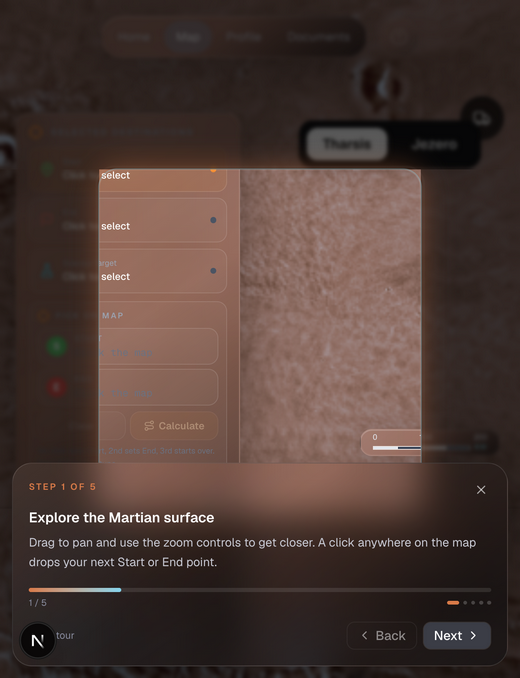 Home Map Profile Documents
Tharsis Jezero
select
select
arget
select
MAP
Calculate
0
STEP 1 OF 5
Explore the Martian surface
Drag to pan and use the zoom controls to get closer. A click anywhere on the map
drops your next Start or End point.
1 / 5
N tour
Back Next